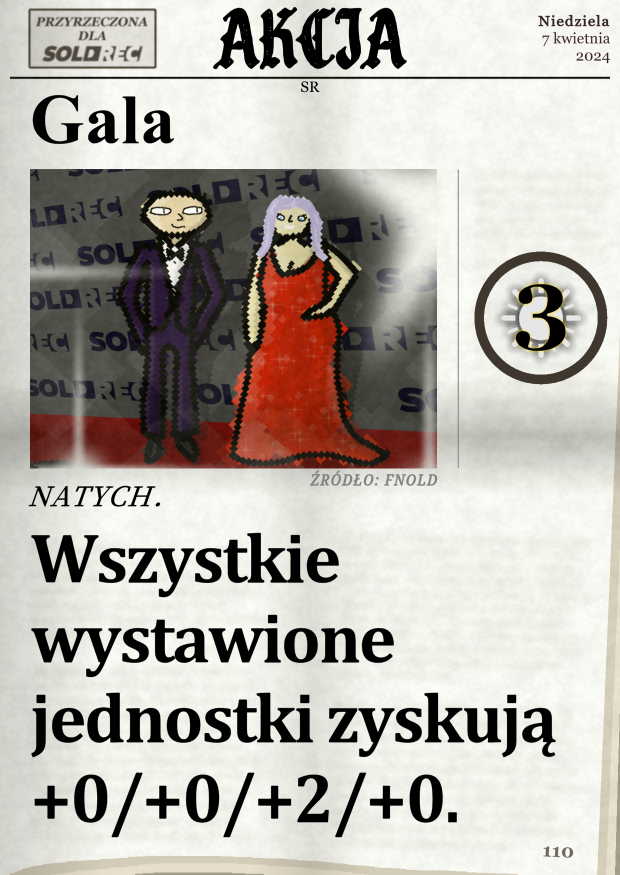 PRZYRZECZONA
DLA
SOLDREC
AKCJA
Niedziela
7 kwietnia
2024
SR
Gala
3
ŹRÓDŁO: FNOLD
NATYCH.
Wszystkie
wystawione
jednostki zyskują
+0/+0/+2/+0.
110